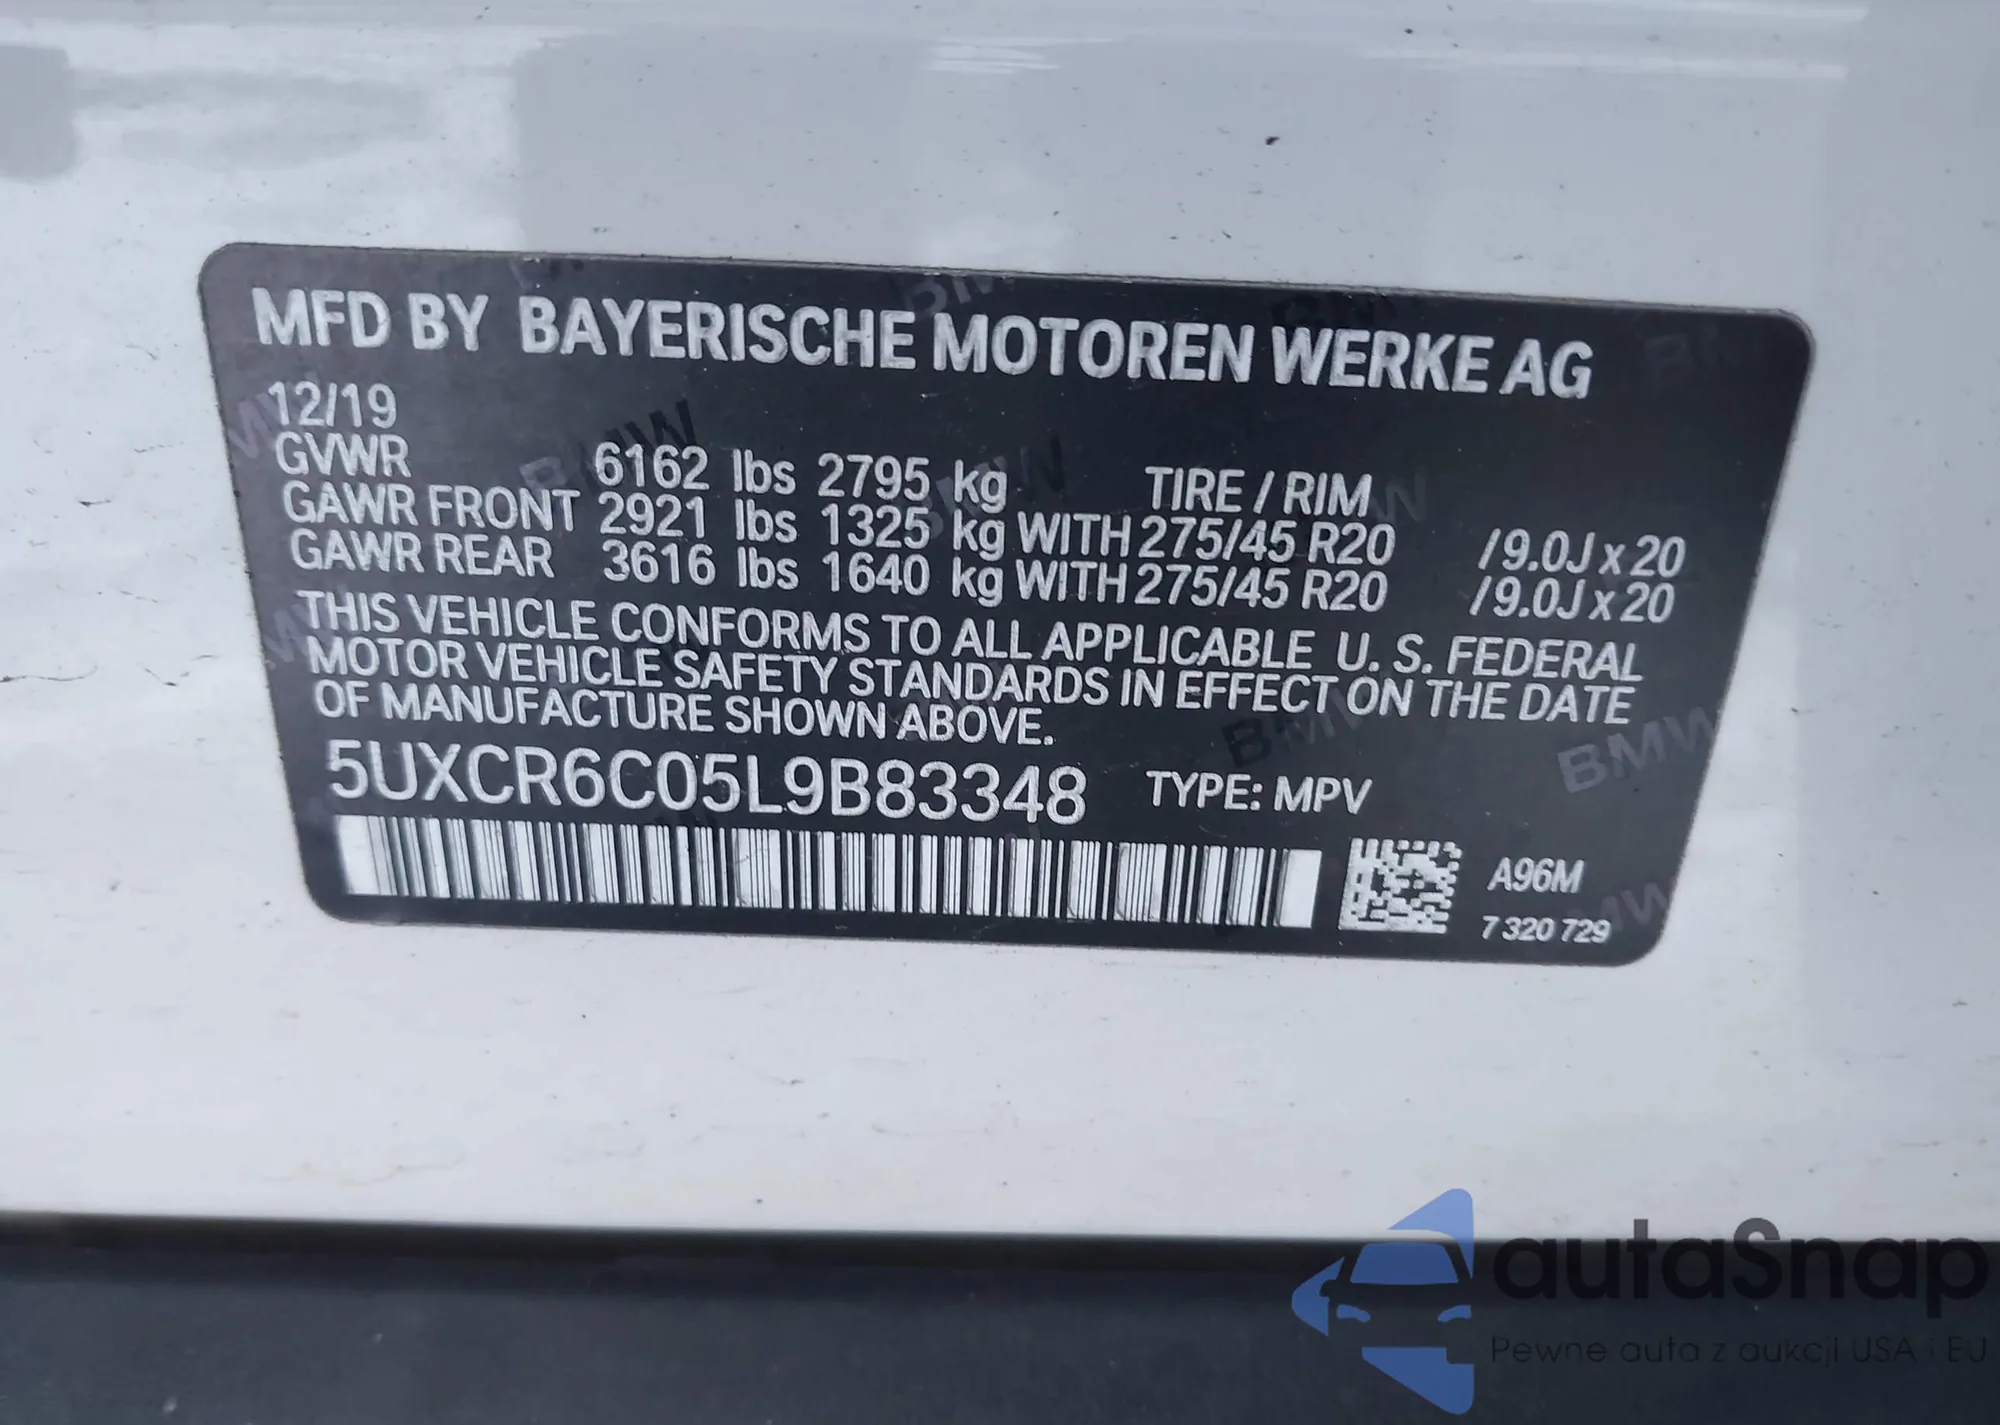 MFD BY BAYERISCHE MOTOREN WERKE AG
12/19
GVWR 6162 lbs 2795 kg TIRE / RIM
GAWR FRONT 2921 lbs 1325 kg WITH 275/45 R20 /9.0J x 20
GAWR REAR 3616 lbs 1640 kg WITH 275/45 R20 /9.0J x 20
THIS VEHICLE CONFORMS TO ALL APPLICABLE U. S. FEDERAL
MOTOR VEHICLE SAFETY STANDARDS IN EFFECT ON THE DATE
OF MANUFACTURE SHOWN ABOVE.
5UXCR6C05L9B83348 TYPE: MPV
A96M
7 320 729
autaSnap
Pewne auta z aukcji USA i EU